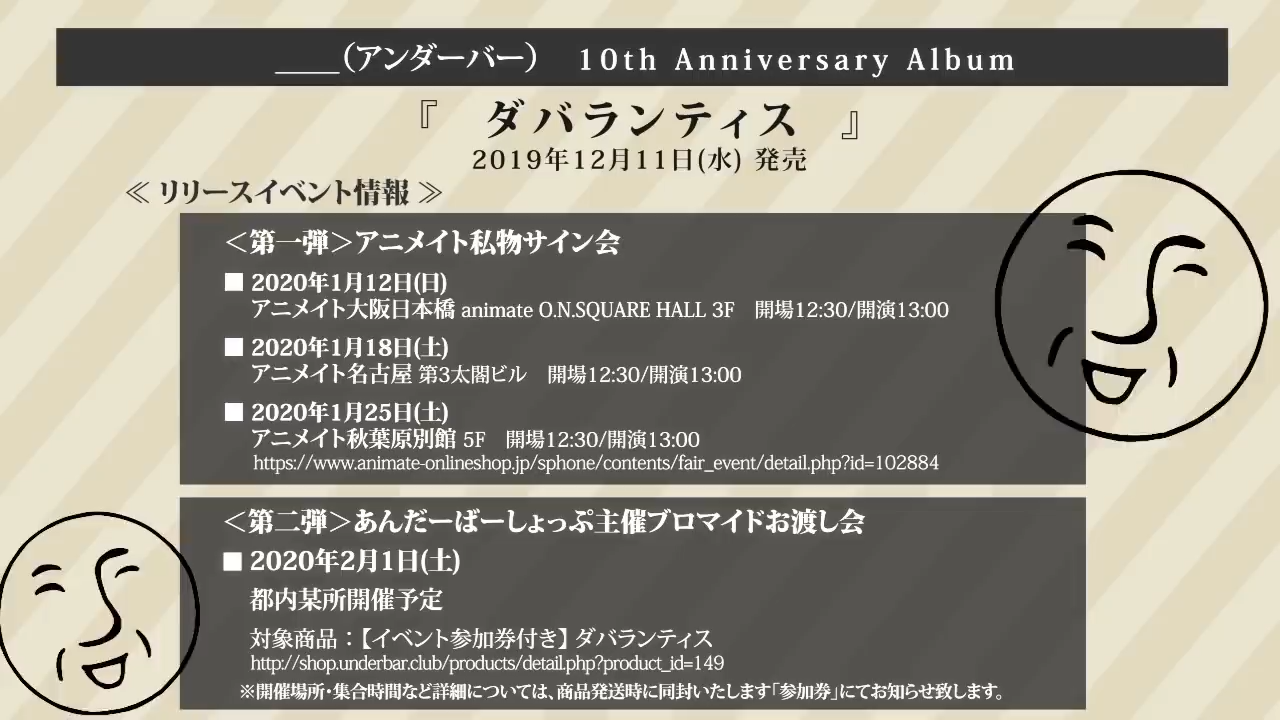 ____（アンダーバー） 10th Anniversary Album
『 ダバランティス 』
2019年12月11日(水) 発売
≪ リリースイベント情報 ≫
＜第一弾＞アニメイト私物サイン会
■ 2020年1月12日(日)
アニメイト大阪日本橋 animate O.N.SQUARE HALL 3F 開場12:30/開演13:00
■ 2020年1月18日(土)
アニメイト名古屋 第3太閤ビル 開場12:30/開演13:00
■ 2020年1月25日(土)
アニメイト秋葉原別館 5F 開場12:30/開演13:00
https://www.animate-onlineshop.jp/sphone/contents/fair_event/detail.php?id=102884
＜第二弾＞あんだーばーしょっぷ主催ブロマイドお渡し会
■ 2020年2月1日(土)
都内某所開催予定
対象商品：【イベント参加券付き】ダバランティス
http://shop.underbar.club/products/detail.php?product_id=149
※開催場所・集合時間など詳細については、商品発送時に同封いたします「参加券」にてお知らせ致します。